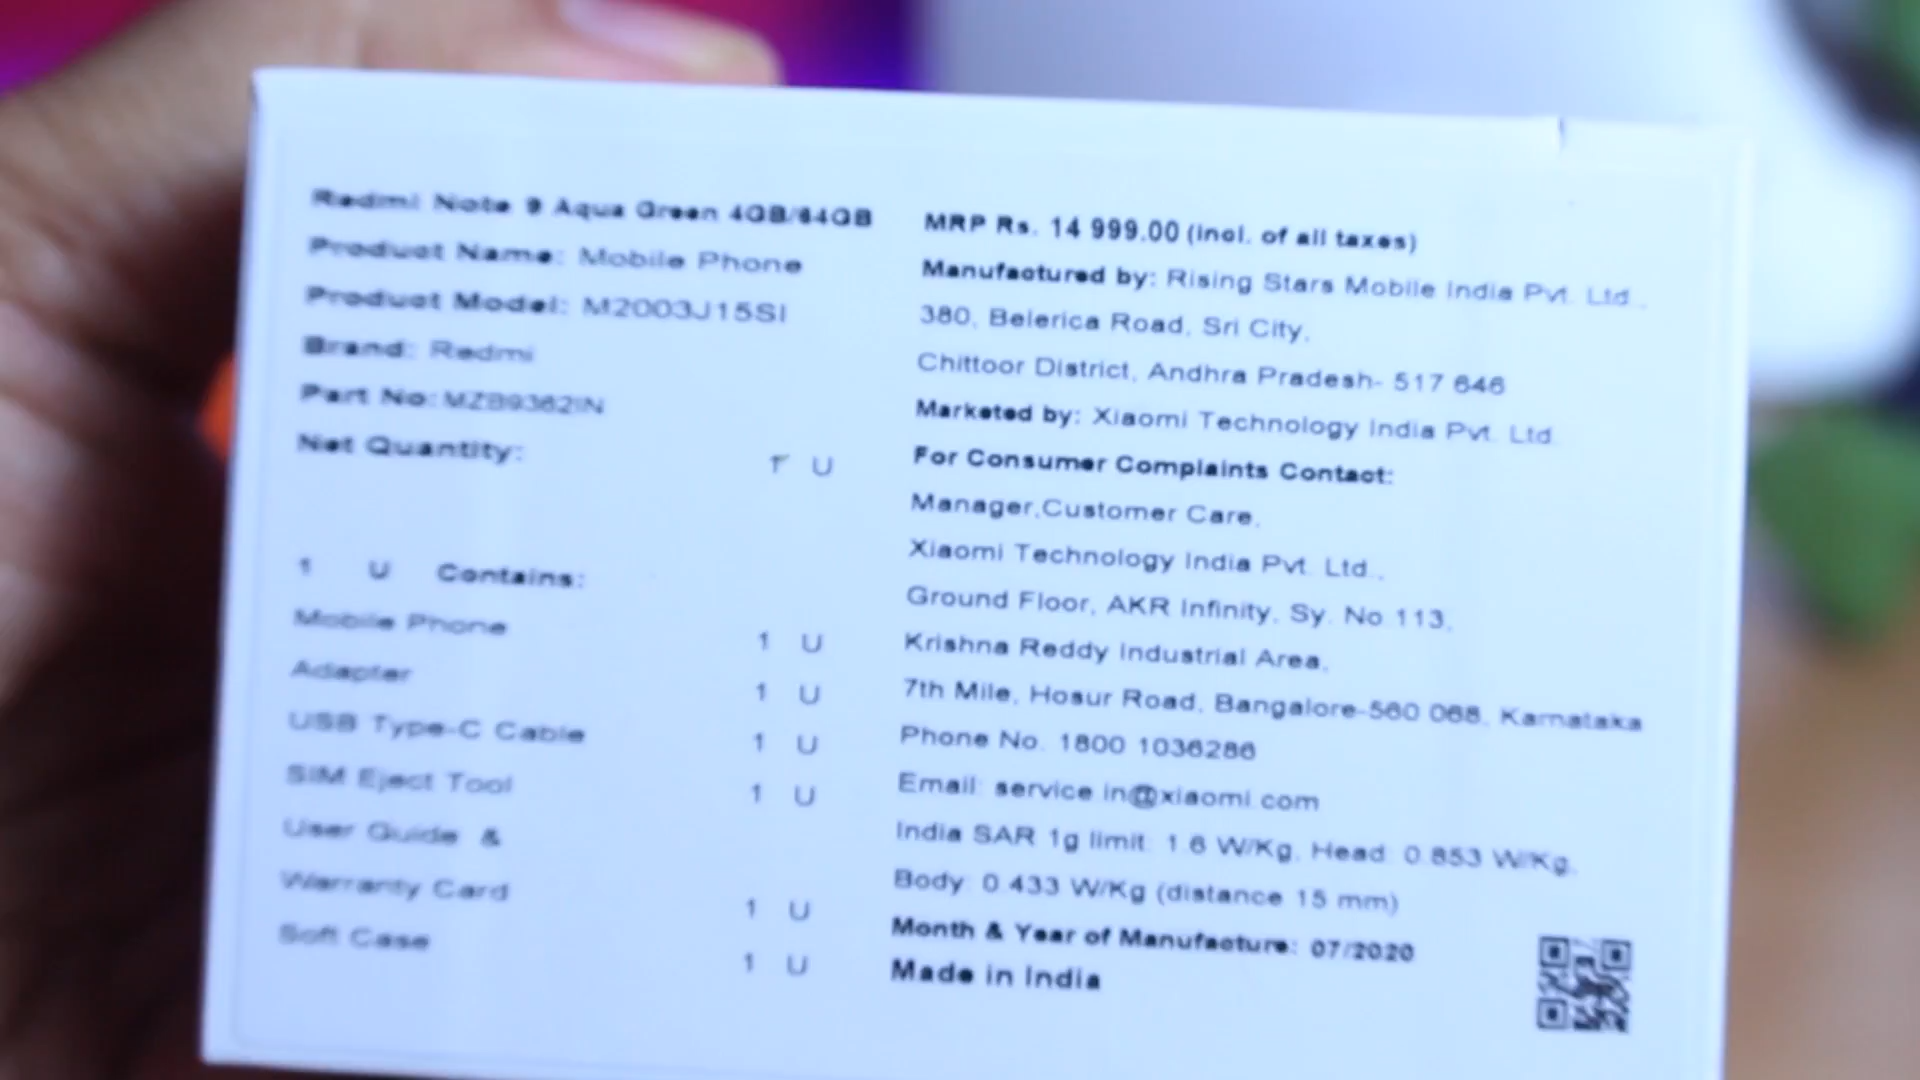 Redmi Note 9 Aqua Green 4GB/64GB
Product Name: Mobile Phone
Product Model: M2003J15SI
Brand: Redmi
Part No: MZB9362IN
Net Quantity: 1 U
1 U Contains:
Mobile Phone 1 U
Adapter 1 U
USB Type-C Cable 1 U
SIM Eject Tool 1 U
User Guide &
Warranty Card 1 U
Soft Case 1 U
MRP Rs. 14 999.00 (incl. of all taxes)
Manufactured by: Rising Stars Mobile India Pvt. Ltd.,
380, Belerica Road, Sri City,
Chittoor District, Andhra Pradesh- 517 646
Marketed by: Xiaomi Technology India Pvt. Ltd.
For Consumer Complaints Contact:
Manager,Customer Care,
Xiaomi Technology India Pvt. Ltd.,
Ground Floor, AKR Infinity, Sy. No.113,
Krishna Reddy Industrial Area,
7th Mile, Hosur Road, Bangalore-560 068, Karnataka
Phone No. 1800 1036286
Email: service.in@xiaomi.com
India SAR 1g limit: 1.6 W/Kg, Head: 0.853 W/Kg,
Body: 0.433 W/Kg (distance 15 mm)
Month & Year of Manufacture: 07/2020
Made in India